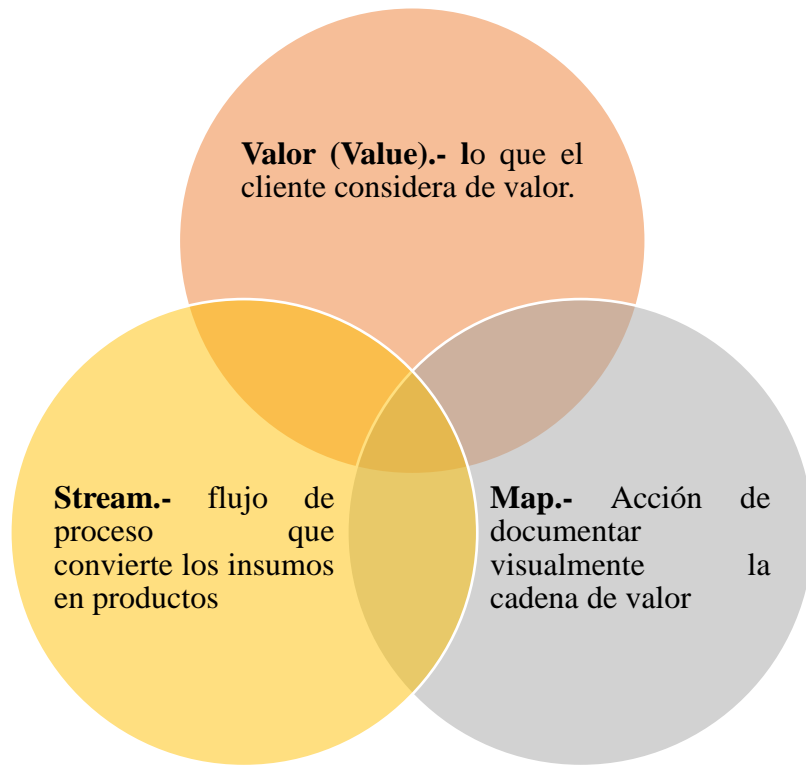 Valor (Value).- lo que el
cliente considera de valor.
Stream.- flujo de
proceso que
convierte los insumos
en productos
Map.- Acción de
documentar
visualmente la
cadena de valor